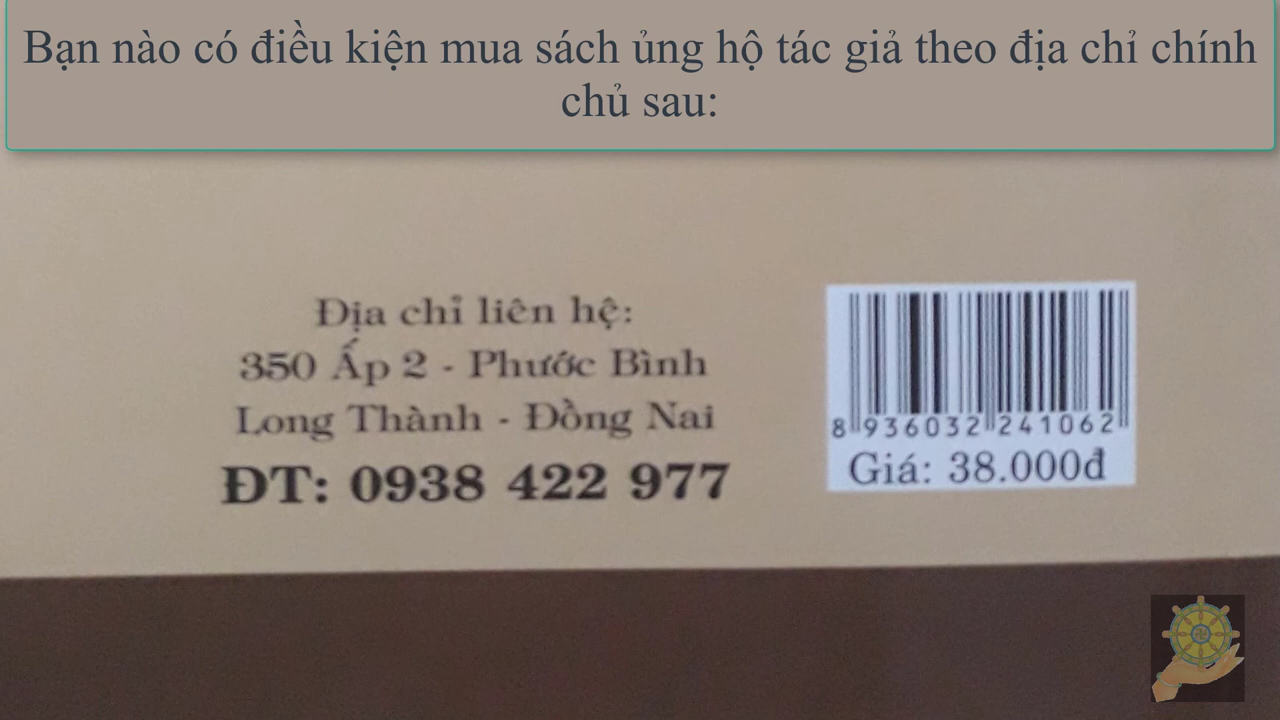 Bạn nào có điều kiện mua sách ủng hộ tác giả theo địa chỉ chính
chủ sau:
Địa chỉ liên hệ:
350 Ấp 2 - Phước Bình
Long Thành - Đồng Nai
ĐT: 0938 422 977
8 936032 241062
Giá: 38.000đ